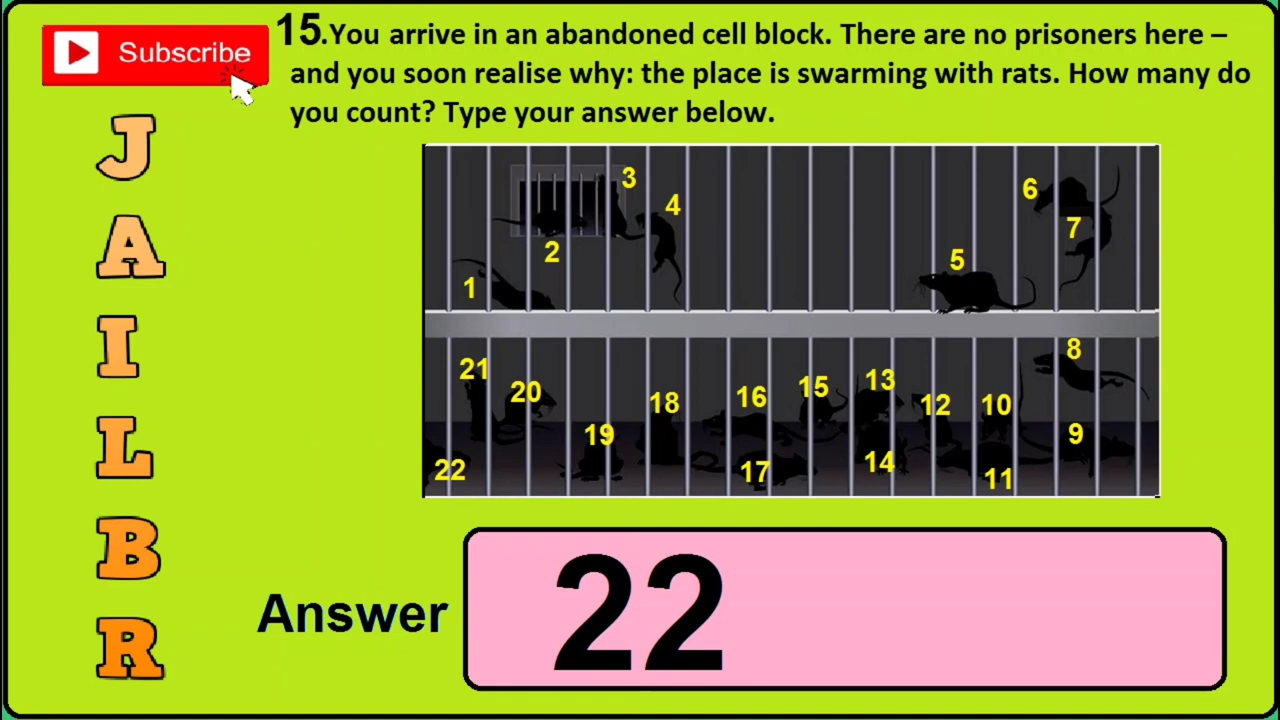 Subscribe
15.You arrive in an abandoned cell block. There are no prisoners here –
and you soon realise why: the place is swarming with rats. How many do
you count? Type your answer below.
J
A
I
L
B
R
3
6
4
7
2
5
1
8
21
13
15
20
16
18
12
10
19
9
14
22
17
11
Answer
22